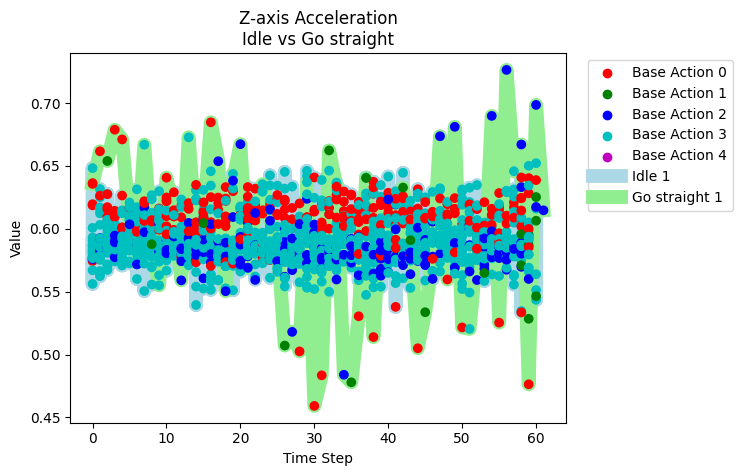 Z-axis Acceleration
Idle vs Go straight
Value
0.70
0.65
0.60
0.55
0.50
0.45
0
10
20
30
40
50
60
Time Step
Base Action 0
Base Action 1
Base Action 2
Base Action 3
Base Action 4
Idle 1
Go straight 1